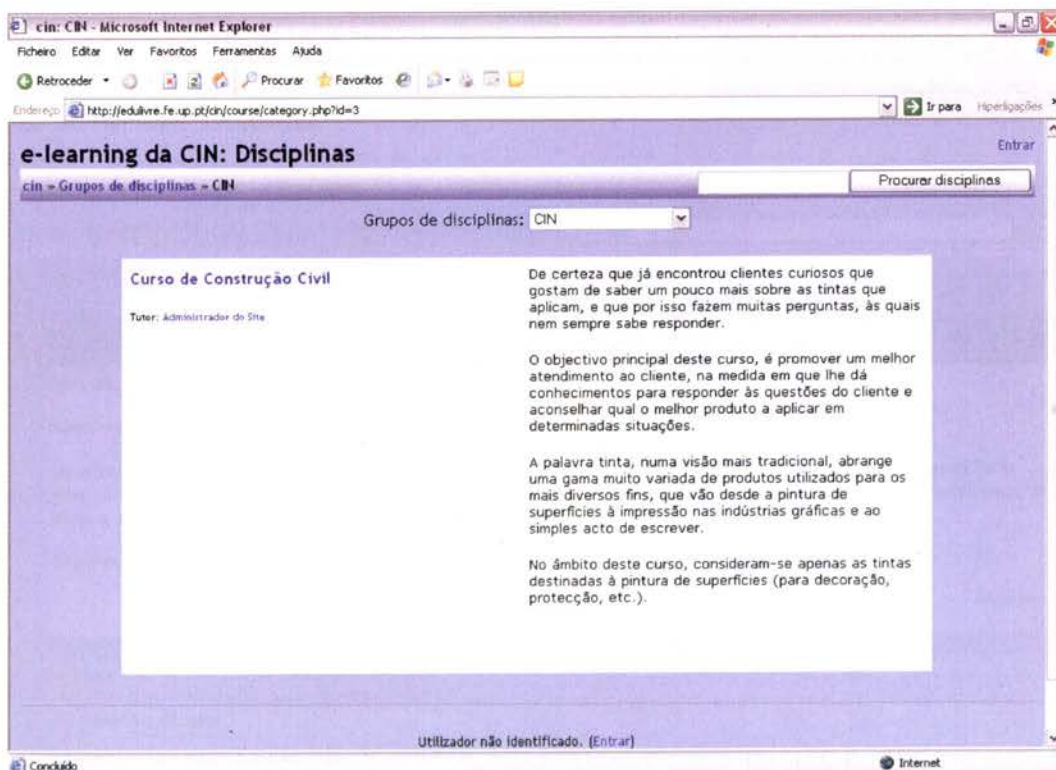 cin: CIN - Microsoft Internet Explorer
Ficheiro Editar Ver Favoritos Ferramentas Ajuda
Retroceder Procurar Favoritos
Endereço http://edulivre.fe.up.pt/cin/course/category.php?id=3 Ir para Hiperligações
e-learning da CIN: Disciplinas Entrar
cin » Grupos de disciplinas » CIN Procurar disciplinas
Grupos de disciplinas: CIN
Curso de Construção Civil
Tutor: Administrador do Site
De certeza que já encontrou clientes curiosos que
gostam de saber um pouco mais sobre as tintas que
aplicam, e que por isso fazem muitas perguntas, às quais
nem sempre sabe responder.
O objectivo principal deste curso, é promover um melhor
atendimento ao cliente, na medida em que lhe dá
conhecimentos para responder às questões do cliente e
aconselhar qual o melhor produto a aplicar em
determinadas situações.
A palavra tinta, numa visão mais tradicional, abrange
uma gama muito variada de produtos utilizados para os
mais diversos fins, que vão desde a pintura de
superfícies à impressão nas indústrias gráficas e ao
simples acto de escrever.
No âmbito deste curso, consideram-se apenas as tintas
destinadas à pintura de superfícies (para decoração,
protecção, etc.).
Utilizador não identificado. (Entrar)
Concluído Internet